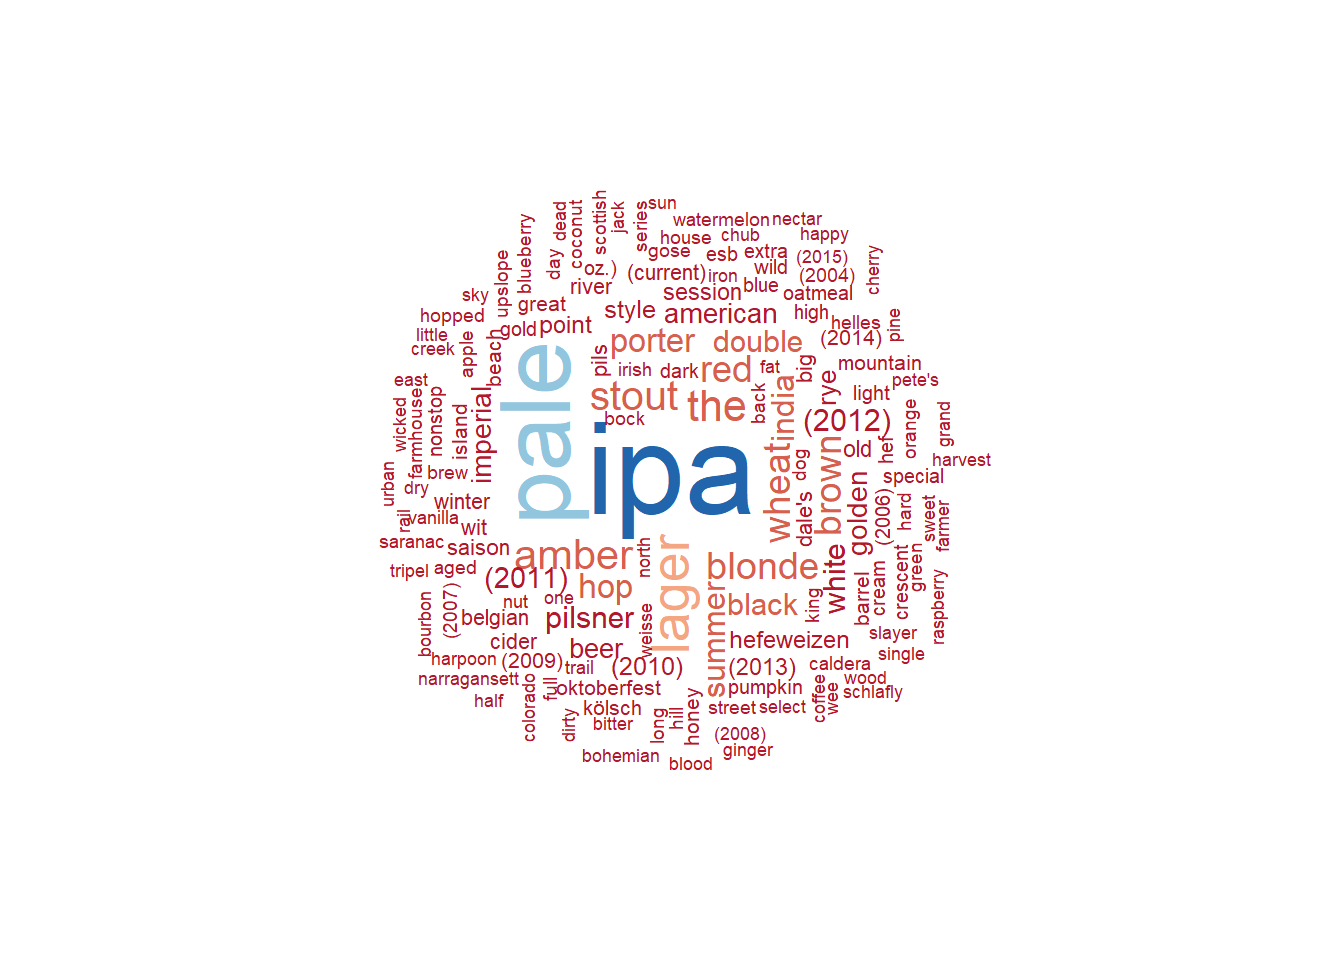 sun
scottish
dead
coconut
jack
series
watermelon
nectar
blueberry
day
house
chub
happy
gose
esb
extra
(2015)
cherry
upslope
oz.)
(current)
iron
wild
(2004)
river
session
blue
oatmeal
sky
great
style
american
high
hopped
gold
point
helles
pine
little
creek
apple
beach
porter
double
(2014)
pale
pils
irish
dark
red
fat
big
mountain
east
stout
the
back
india
rye
light
pete's
wicked
farmhouse
nonstop
island
imperial
bock
(2012)
orange
grand
ipa
wheat
brown
old
hef
harvest
urban
brew
dog
special
dry
winter
dale's
golden
(2006)
hard
sweet
farmer
rail
vanilla
wit
saranac
saison
amber
north
lager
blonde
white
crescent
green
tripel
aged
(2011)
hop
summer
black
king
barrel
cream
raspberry
bourbon
(2007)
nut
one
belgian
pilsner
weisse
hefeweizen
slayer
cider
beer
single
harpoon
(2009)
trail
(2010)
(2013)
caldera
narragansett
full
oktoberfest
pumpkin
coffee
wee
wood
schlafly
half
colorado
dirty
kölsch
bitter
long
hill
honey
street
select
(2008)
bohemian
blood
ginger